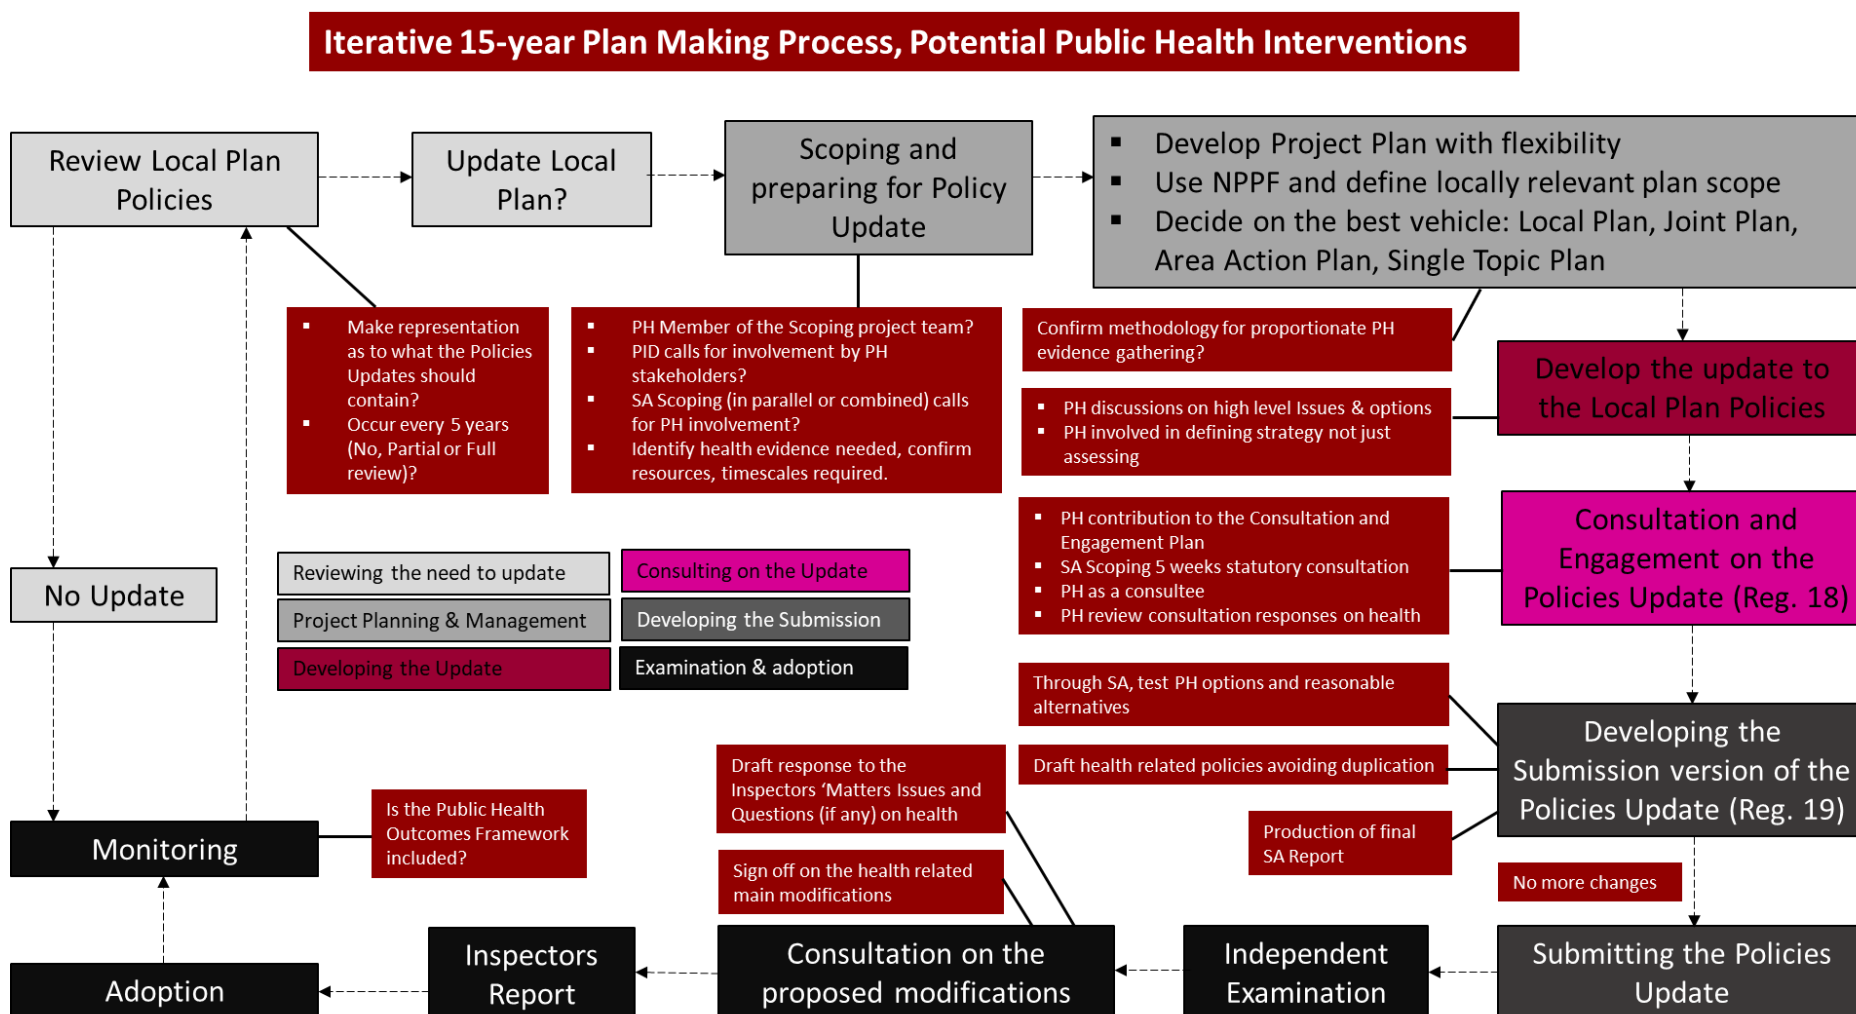 Iterative 15-year Plan Making Process, Potential Public Health Interventions
Review Local Plan
Policies
Update Local
Plan?
Scoping and
preparing for Policy
Update
▪ Develop Project Plan with flexibility
▪ Use NPPF and define locally relevant plan scope
▪ Decide on the best vehicle: Local Plan, Joint Plan,
Area Action Plan, Single Topic Plan
▪ Make representation
as to what the Policies
Updates should
contain?
▪ Occur every 5 years
(No, Partial or Full
review)?
▪ PH Member of the Scoping project team?
▪ PID calls for involvement by PH
stakeholders?
▪ SA Scoping (in parallel or combined) calls
for PH involvement?
▪ Identify health evidence needed, confirm
resources, timescales required.
Confirm methodology for proportionate PH
evidence gathering?
Develop the update to
the Local Plan Policies
▪ PH discussions on high level Issues & options
▪ PH involved in defining strategy not just
assessing
▪ PH contribution to the Consultation and
Engagement Plan
▪ SA Scoping 5 weeks statutory consultation
▪ PH as a consultee
▪ PH review consultation responses on health
Consultation and
Engagement on the
Policies Update (Reg. 18)
No Update
Reviewing the need to update
Project Planning & Management
Developing the Update
Consulting on the Update
Developing the Submission
Examination & adoption
Through SA, test PH options and reasonable
alternatives
Draft health related policies avoiding duplication
Production of final
SA Report
Developing the
Submission version of the
Policies Update (Reg. 19)
Draft response to the
Inspectors ‘Matters Issues and
Questions (if any) on health
Sign off on the health related
main modifications
Is the Public Health
Outcomes Framework
included?
Monitoring
No more changes
Adoption
Inspectors
Report
Consultation on the
proposed modifications
Independent
Examination
Submitting the Policies
Update